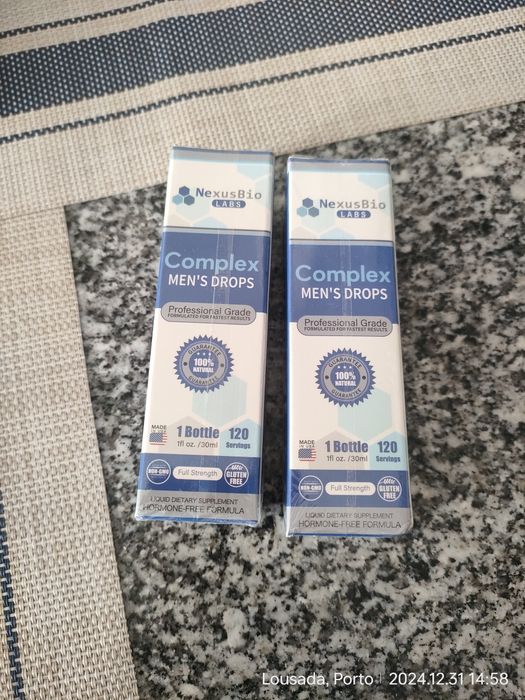 NexusBio
LABS
Complex
MEN'S DROPS
Professional Grade
FORMULATED FOR FASTEST RESULTS
GUARANTEE
100%
NATURAL
GUARANTEE
MADE
IN USA
1 Bottle
1fl oz. /30ml
120
Servings
NON-GMO
Full Strength
GLUTEN
FREE
LIQUID DIETARY SUPPLEMENT
HORMONE-FREE FORMULA
NexusBio
LABS
Complex
MEN'S DROPS
Professional Grade
FORMULATED FOR FASTEST RESULTS
GUARANTEE
100%
NATURAL
GUARANTEE
MADE
IN USA
1 Bottle
1fl oz. /30ml
120
Servings
NON-GMO
Full Strength
GLUTEN
FREE
LIQUID DIETARY SUPPLEMENT
HORMONE-FREE FORMULA
Lousada, Porto | 2024.12.31 14:58